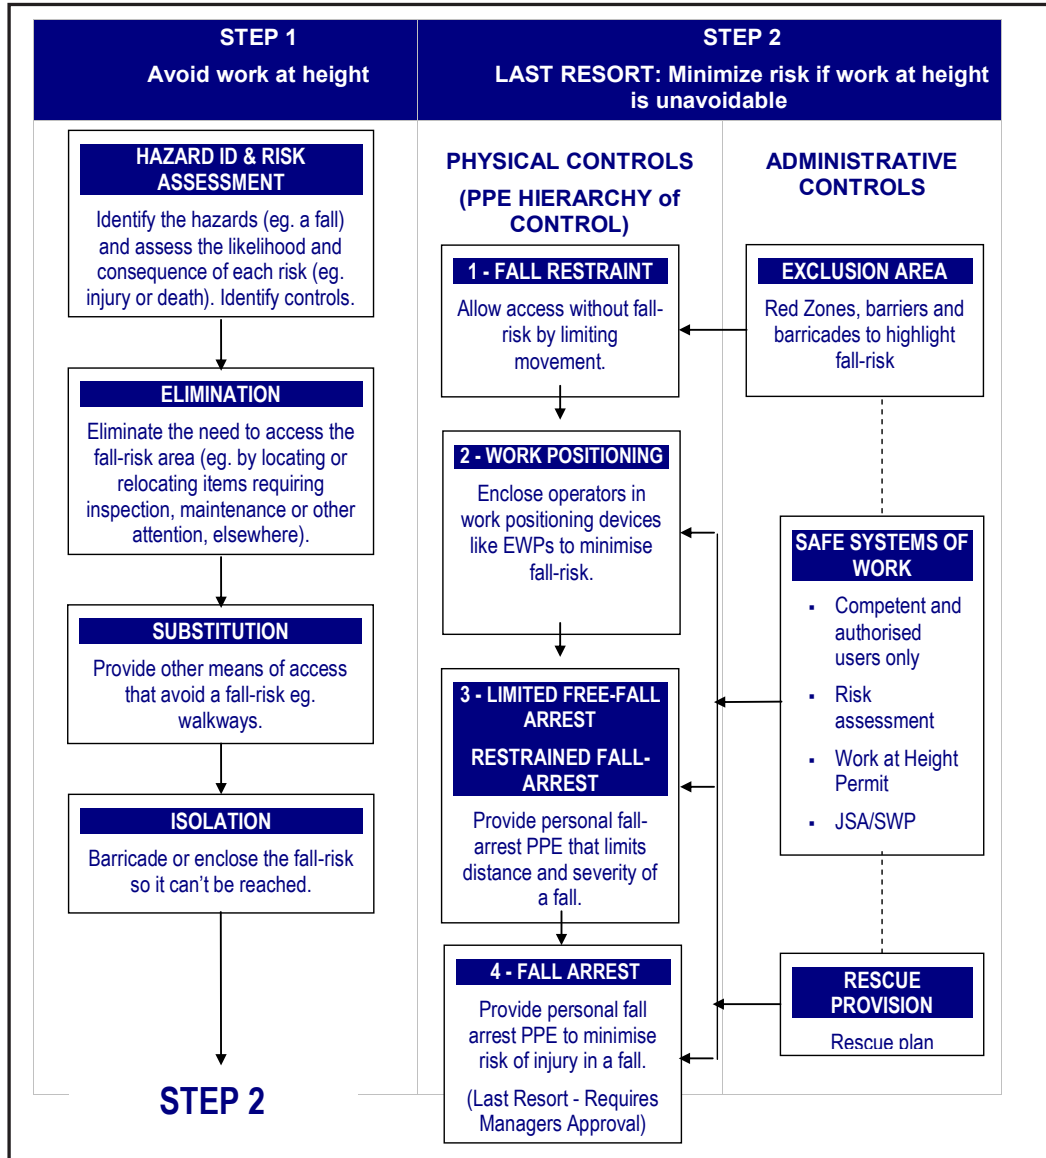 STEP 1
Avoid work at height
STEP 2
LAST RESORT: Minimize risk if work at height
is unavoidable
HAZARD ID & RISK
ASSESSMENT
Identify the hazards (eg. a fall)
and assess the likelihood and
consequence of each risk (eg.
injury or death). Identify controls.
ELIMINATION
Eliminate the need to access the
fall-risk area (eg. by locating or
relocating items requiring
inspection, maintenance or other
attention, elsewhere).
SUBSTITUTION
Provide other means of access
that avoid a fall-risk eg.
walkways.
ISOLATION
Barricade or enclose the fall-risk
so it can't be reached.
STEP 2
PHYSICAL CONTROLS
(PPE HIERARCHY of
CONTROL)
1 - FALL RESTRAINT
Allow access without fall-
risk by limiting
movement.
2 - WORK POSITIONING
Enclose operators in
work positioning devices
like EWPs to minimise
fall-risk.
3 - LIMITED FREE-FALL
ARREST
RESTRAINED FALL-
ARREST
Provide personal fall-
arrest PPE that limits
distance and severity of
a fall.
4 - FALL ARREST
Provide personal fall
arrest PPE to minimise
risk of injury in a fall.
(Last Resort - Requires
Managers Approval)
ADMINISTRATIVE
CONTROLS
EXCLUSION AREA
Red Zones, barriers and
barricades to highlight
fall-risk
SAFE SYSTEMS OF
WORK
▪ Competent and
authorised
users only
▪ Risk
assessment
▪ Work at Height
Permit
▪ JSA/SWP
RESCUE
PROVISION
Rescue plan